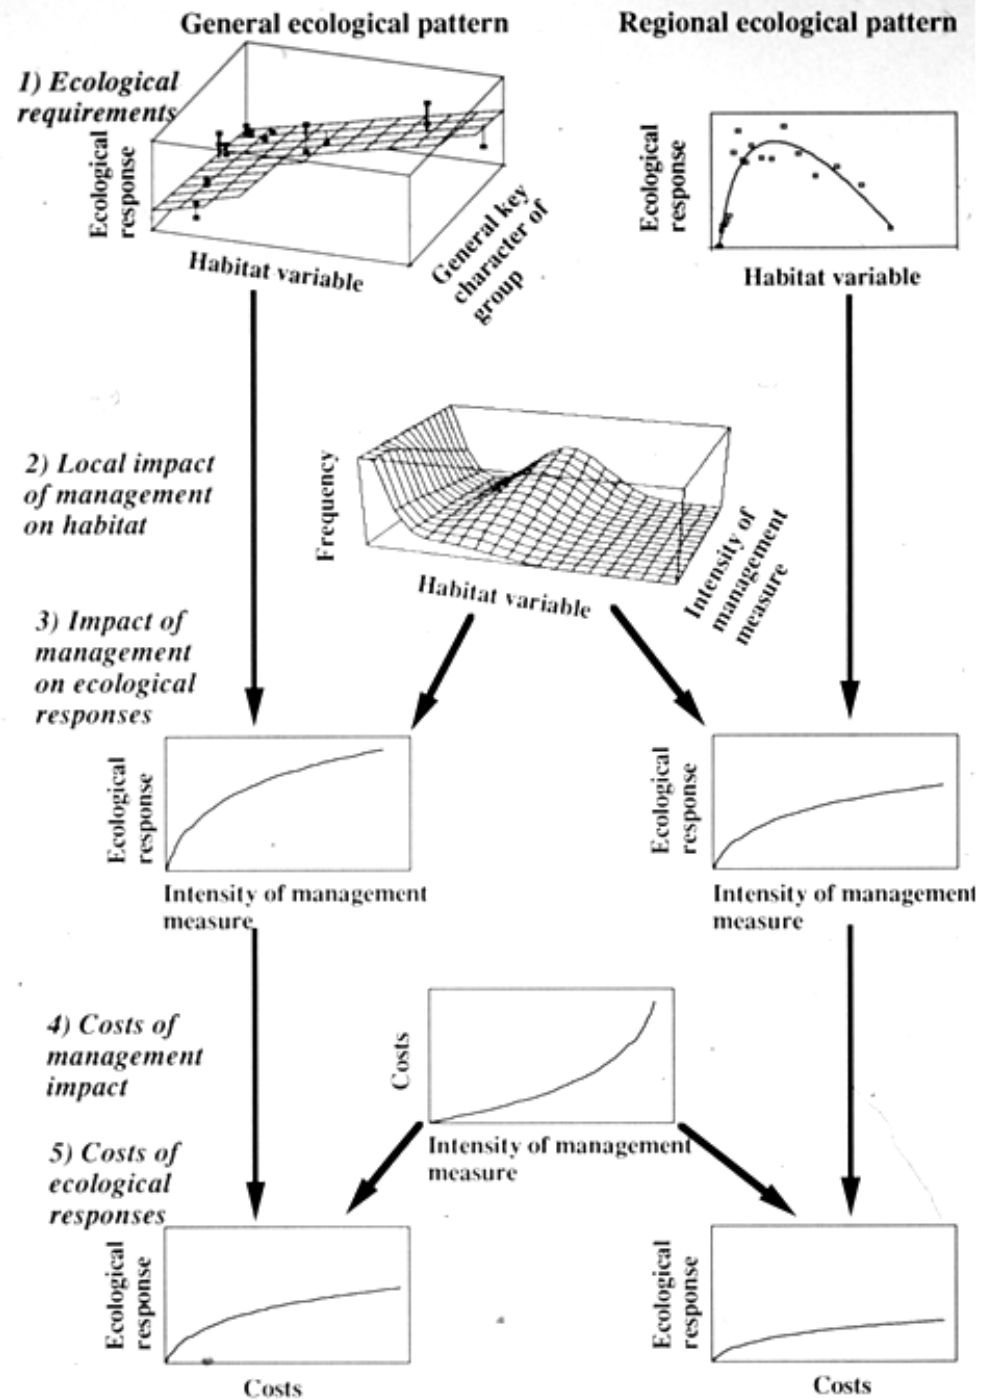 General ecological pattern
Regional ecological pattern
1) Ecological
requirements
Ecological
response
Habitat variable
General key
character of
group
Ecological
response
Habitat variable
2) Local impact
of management
on habitat
Frequency
Habitat variable
Intensity of
management
measure
3) Impact of
management
on ecological
responses
Ecological
response
Intensity of management
measure
Ecological
response
Intensity of management
measure
4) Costs of
management
impact
Costs
Intensity of management
measure
5) Costs of
ecological
responses
Ecological
response
Costs
Ecological
response
Costs